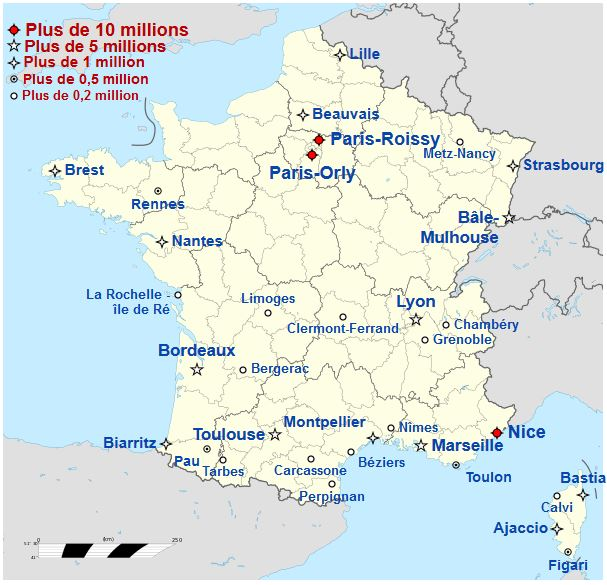 Plus de 10 millions
Plus de 5 millions
Plus de 1 million
Plus de 0,5 million
Plus de 0,2 million
Lille
Beauvais
Paris-Roissy
Metz-Nancy
Paris-Orly
Strasbourg
Brest
Rennes
Bâle-
Mulhouse
Nantes
La Rochelle -
île de Ré
Limoges
Lyon
Clermont-Ferrand
Chambéry
Grenoble
Bordeaux
Bergerac
Montpellier
Nimes
Nice
Biarritz
Toulouse
Marseille
Pau
Tarbes
Carcassone
Béziers
Toulon
Bastia
Perpignan
Calvi
Ajaccio
Figari
0
(km)
250